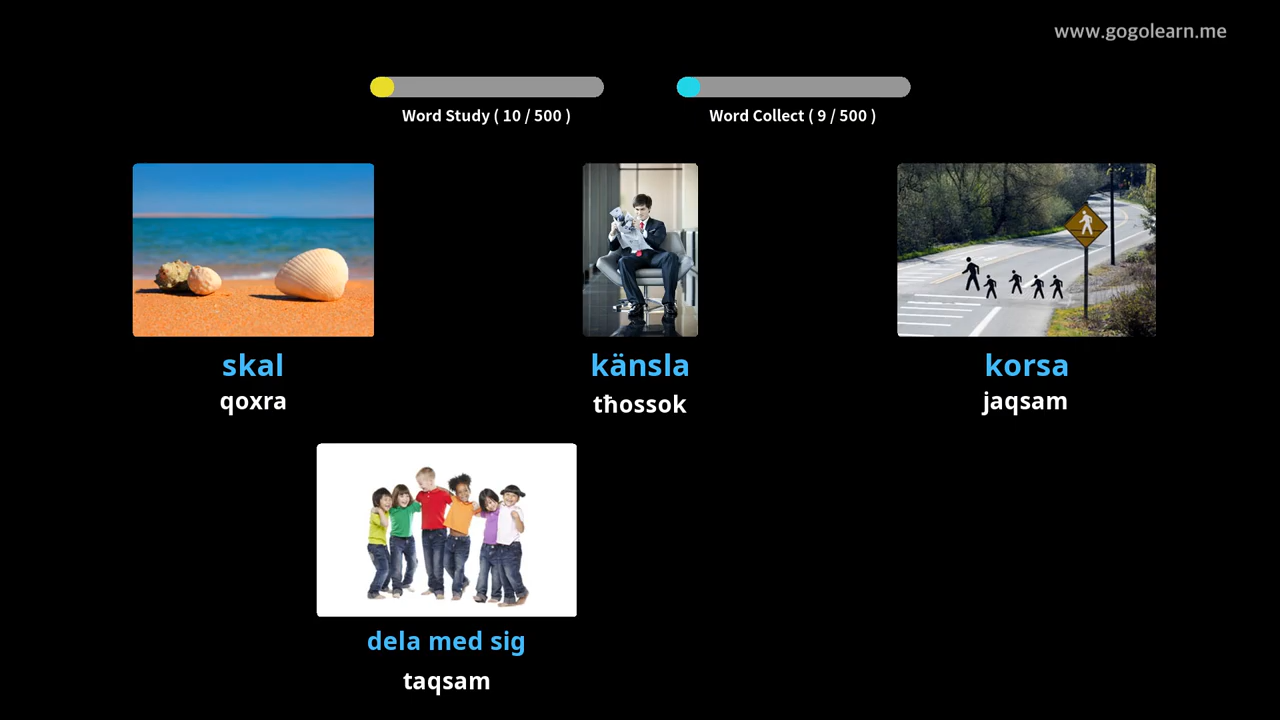 www.gogolearn.me
Word Study ( 10 / 500 )
Word Collect ( 9 / 500 )
skal
qoxra
känsla
tħossok
korsa
jaqsam
dela med sig
taqsam